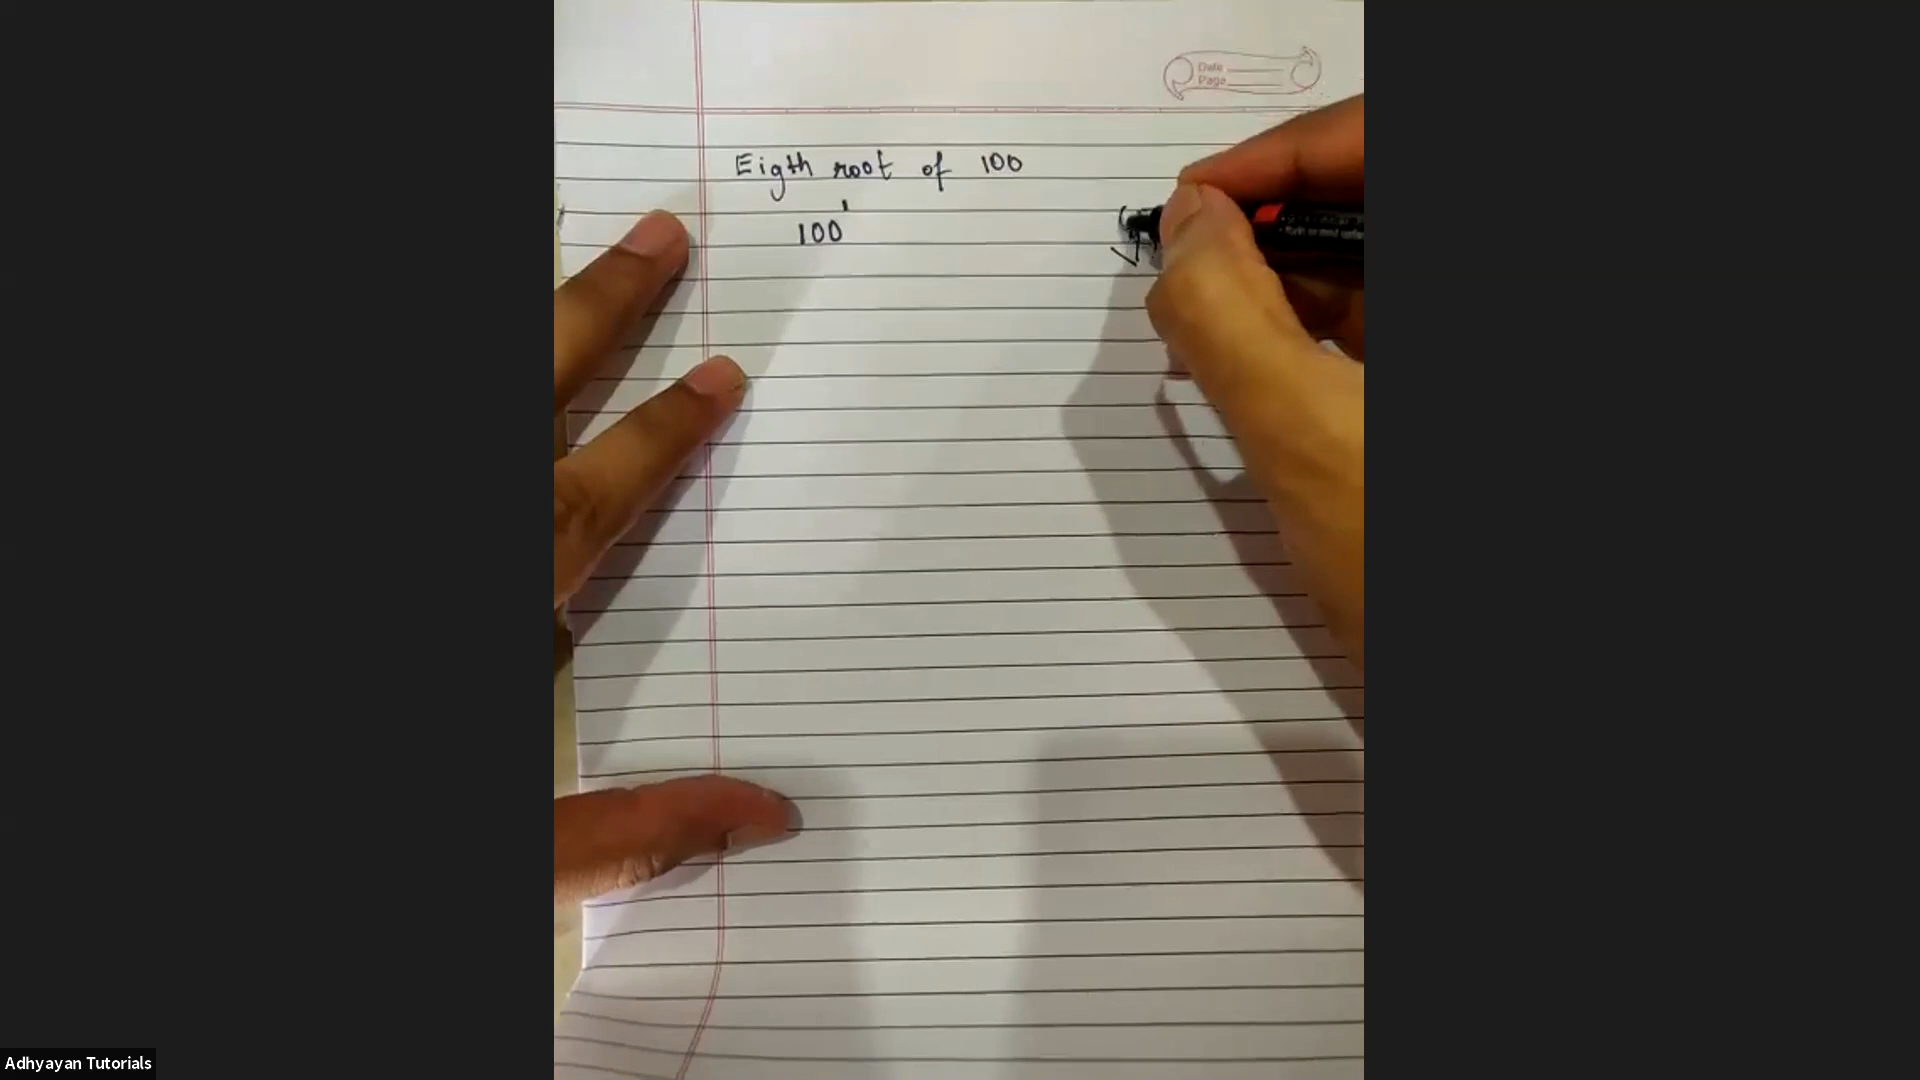 Date
Page
Eigth root of 100
100'
Adhyayan Tutorials